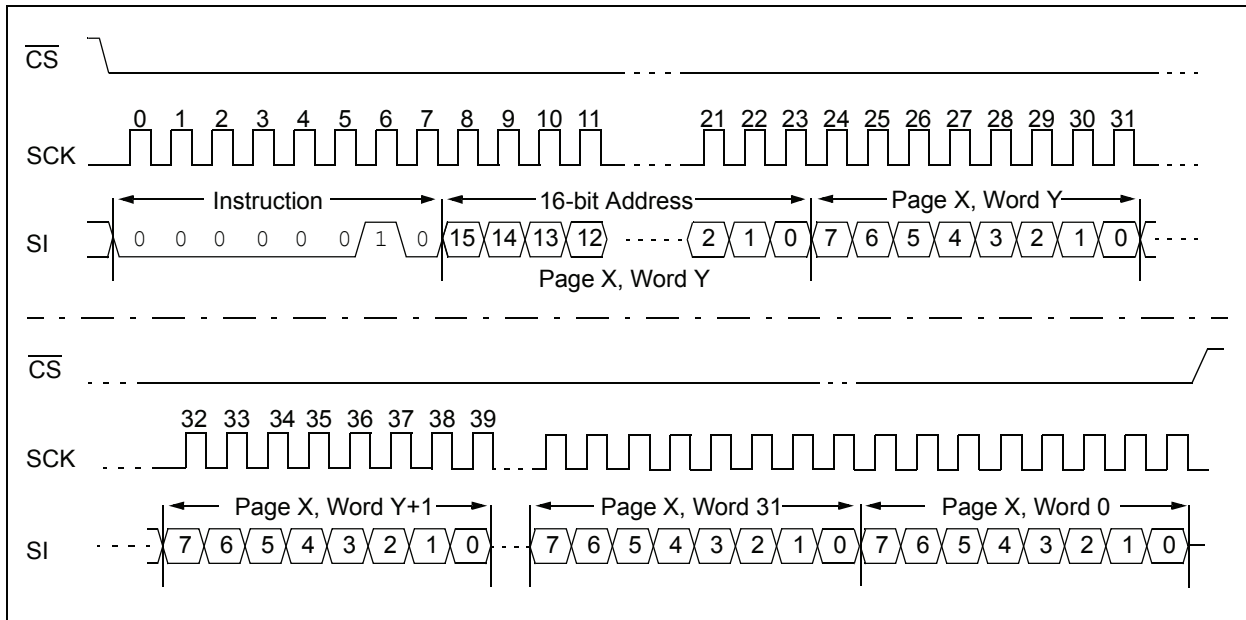 CS
0 1 2 3 4 5 6 7 8 9 10 11 21 22 23 24 25 26 27 28 29 30 31
SCK
Instruction 16-bit Address Page X, Word Y
SI 0 0 0 0 0 0 1 0 15 14 13 12 2 1 0 7 6 5 4 3 2 1 0
Page X, Word Y
CS
32 33 34 35 36 37 38 39
SCK
Page X, Word Y+1 Page X, Word 31 Page X, Word 0
SI 7 6 5 4 3 2 1 0 7 6 5 4 3 2 1 0 7 6 5 4 3 2 1 0